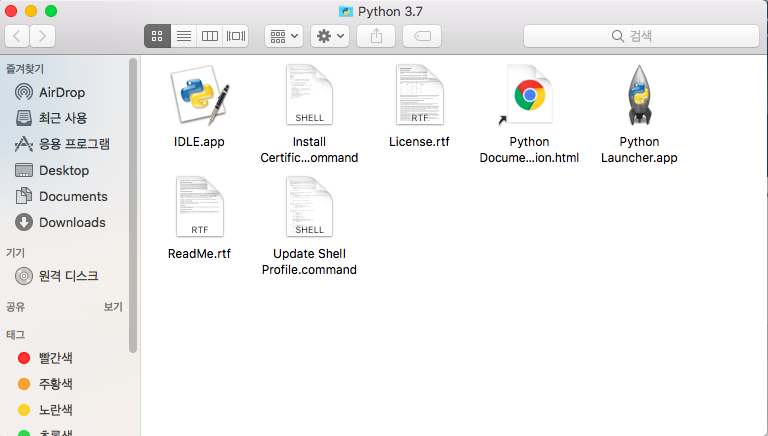 Python 3.7
검색
즐겨찾기
AirDrop
최근 사용
응용 프로그램
Desktop
Documents
Downloads
기기
원격 디스크
공유
보기
태그
빨간색
주황색
노란색
초록색
IDLE.app
SHELL
Install
Certific...ommand
RTF
License.rtf
Python
Docume...ion.html
Python
Launcher.app
RTF
ReadMe.rtf
SHELL
Update Shell
Profile.command